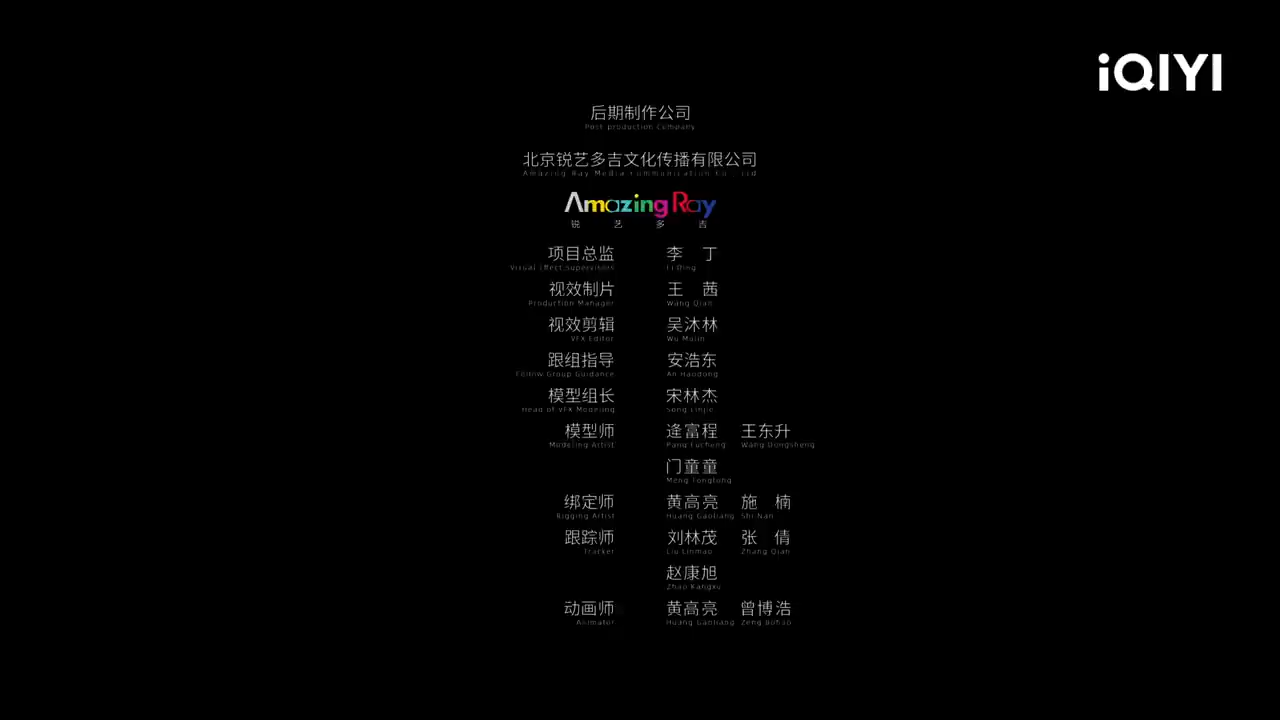 iQIYI
后期制作公司
Post production Company
北京锐艺多吉文化传播有限公司
Amazing Ray Media Communication Co., Ltd
Amazing Ray
锐艺多吉
项目总监 李丁
Visual Effect Supervisors Li Ding
视效制片 王茜
Production Manager Wang Qian
视效剪辑 吴沐林
VFX Editor Wu Mulin
跟组指导 安浩东
Follow Group Guidance An Haodong
模型组长 宋林杰
Head of VFX Modeling Song Linjie
模型师 逄富程 王东升
Modeling Artist Pang Fucheng Wang Dongsheng
门童童
Meng Tongtong
绑定师 黄高亮 施楠
Rigging Artist Huang Gaoliang Shi Nan
跟踪师 刘林茂 张倩
Tracker Liu Linmao Zhang Qian
赵康旭
Zhao Kangxu
动画师 黄高亮 曾博浩
Animator Huang Gaoliang Zeng Bohao